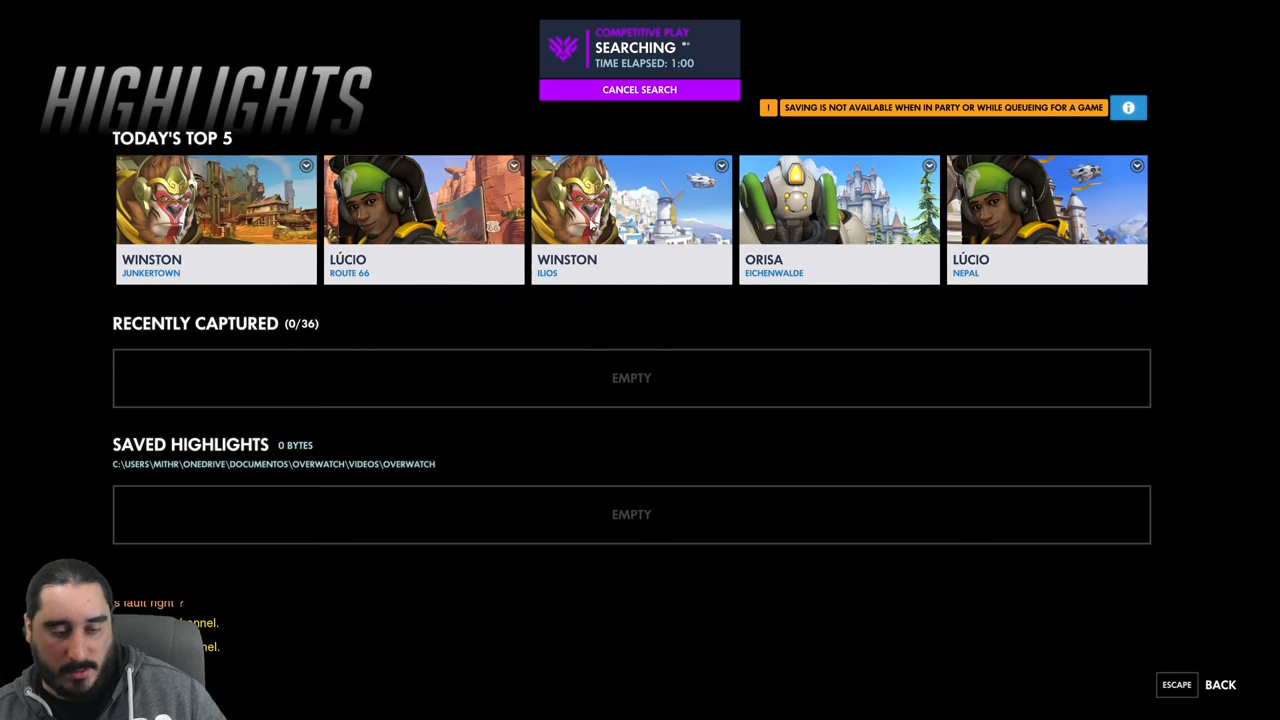 COMPETITIVE PLAY
SEARCHING
TIME ELAPSED: 1:00
CANCEL SEARCH
HIGHLIGHTS
! SAVING IS NOT AVAILABLE WHEN IN PARTY OR WHILE QUEUEING FOR A GAME
TODAY'S TOP 5
WINSTON
JUNKERTOWN
LÚCIO
ROUTE 66
WINSTON
ILIOS
ORISA
EICHENWALDE
LÚCIO
NEPAL
RECENTLY CAPTURED (0/36)
EMPTY
SAVED HIGHLIGHTS 0 BYTES
C:\USERS\MITHR\ONEDRIVE\DOCUMENTOS\OVERWATCH\VIDEOS\OVERWATCH
EMPTY
s fault right ?
annel.
nel.
ESCAPE BACK